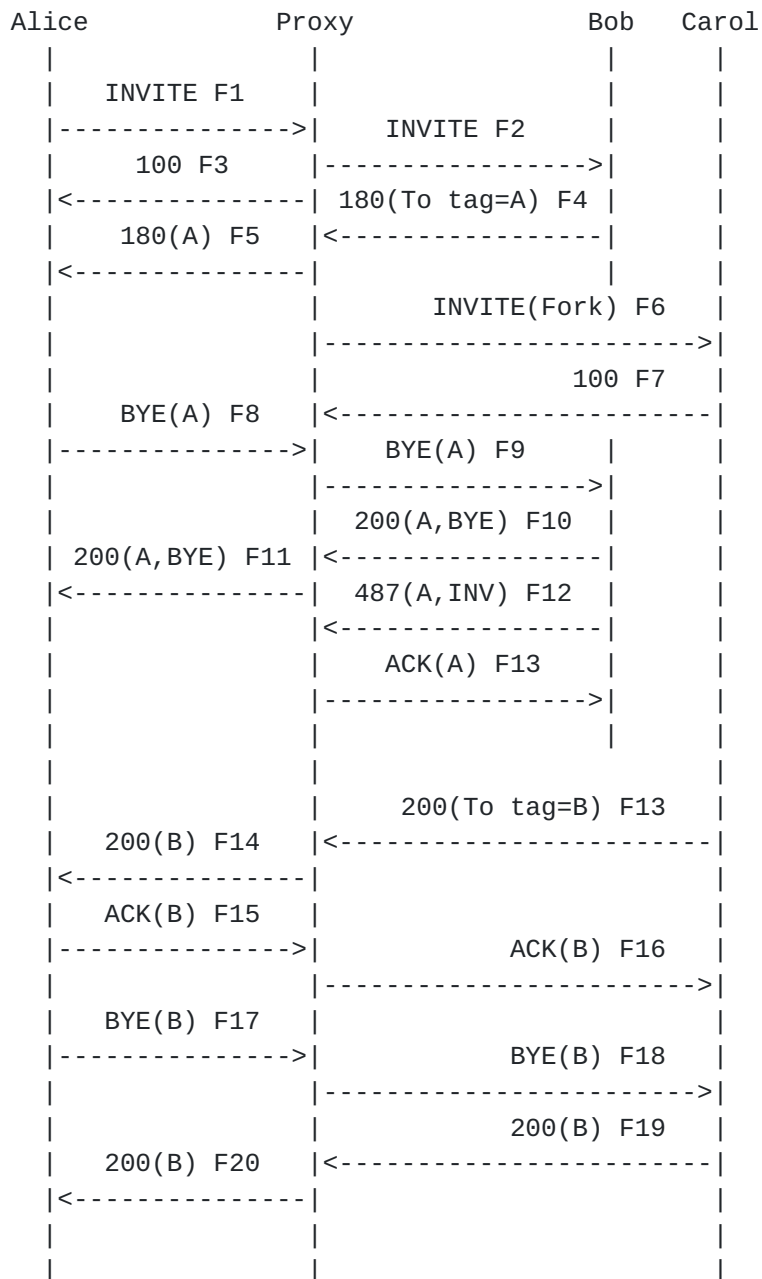 Alice Proxy Bob Carol
INVITE F1
INVITE F2
100 F3
180(To tag=A) F4
180(A) F5
INVITE(Fork) F6
100 F7
BYE(A) F8
BYE(A) F9
200(A,BYE) F10
200(A,BYE) F11
487(A,INV) F12
ACK(A) F13
200(To tag=B) F13
200(B) F14
ACK(B) F15
ACK(B) F16
BYE(B) F17
BYE(B) F18
200(B) F19
200(B) F20